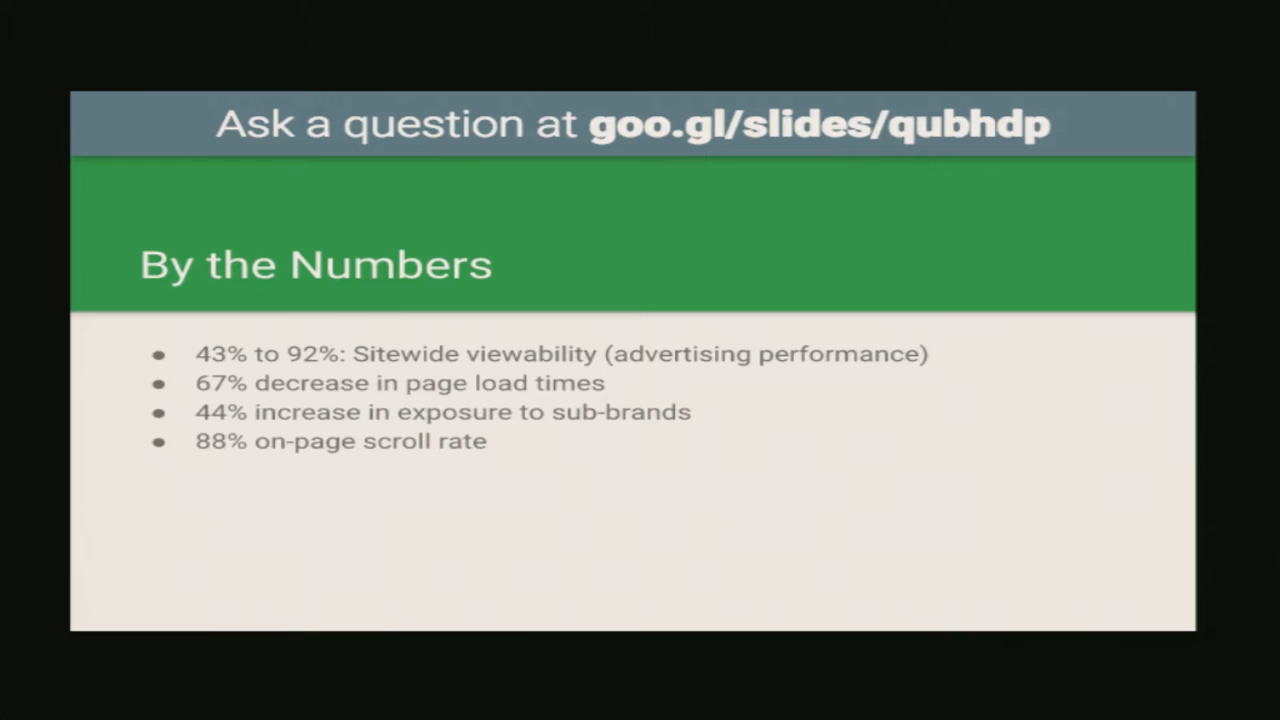 Ask a question at goo.gl/slides/qubhdp
By the Numbers
● 43% to 92%: Sitewide viewability (advertising performance)
● 67% decrease in page load times
● 44% increase in exposure to sub-brands
● 88% on-page scroll rate